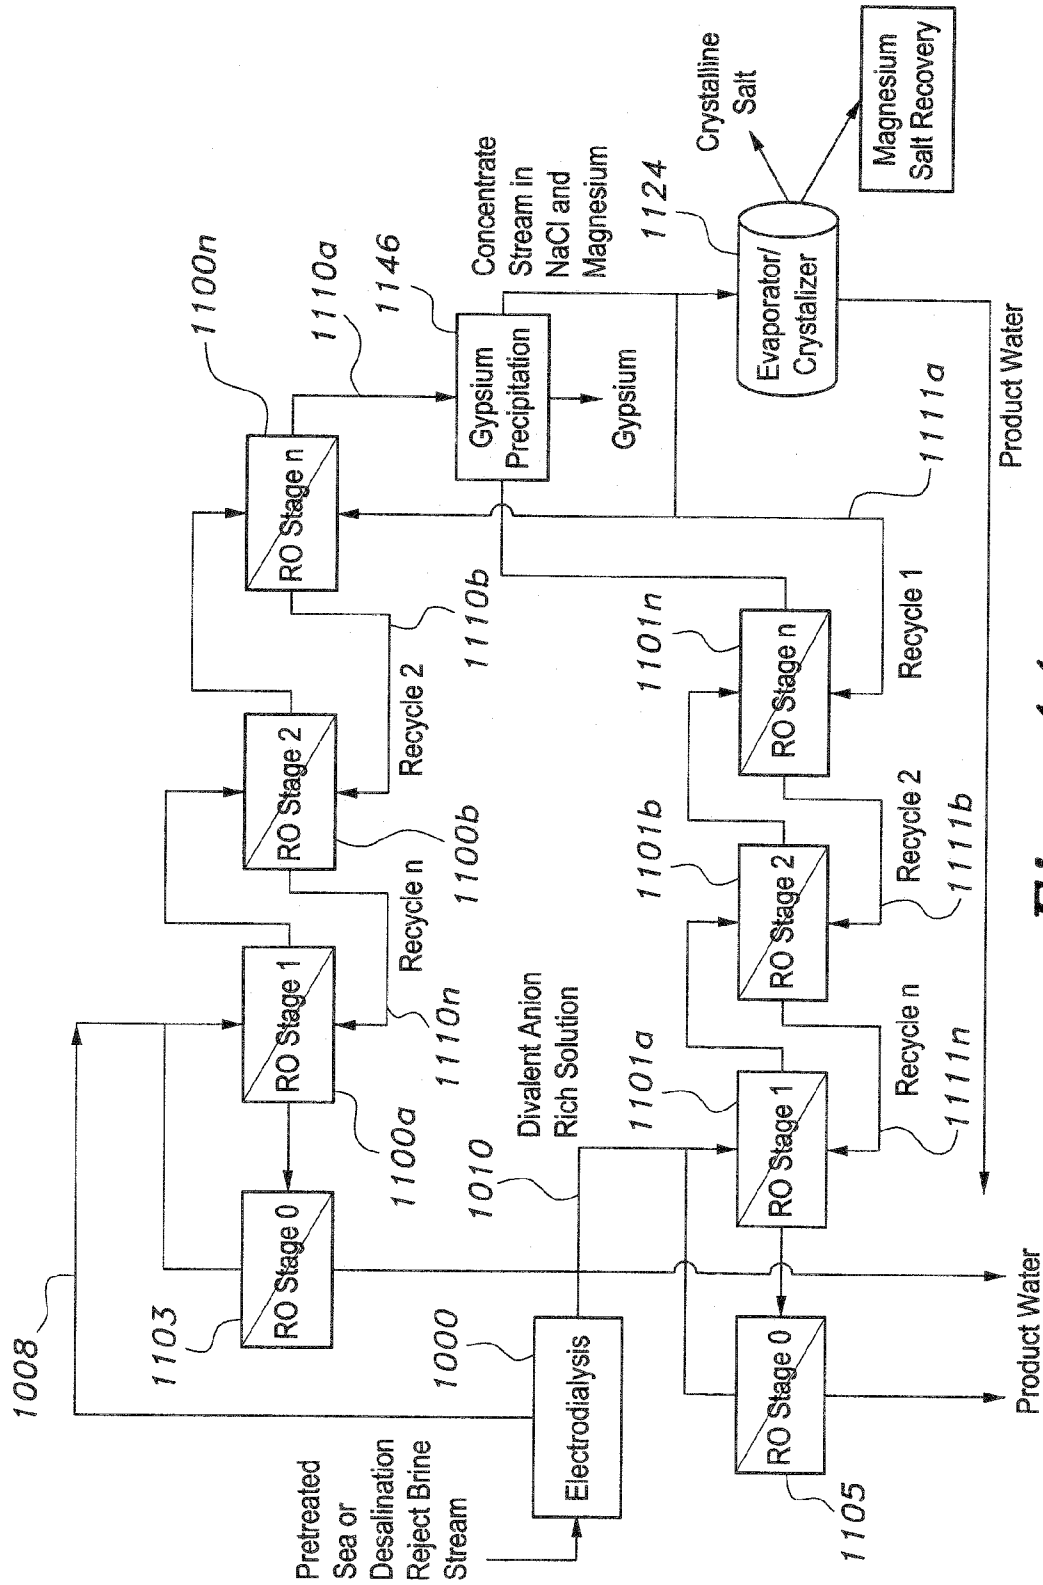 1008
1103
RO Stage 0
RO Stage 1
RO Stage 2
RO Stage n
1100n
1100a
1110n
Recycle n
1100b
Recycle 2
1110b
1110a
1146
Pretreated
Sea or
Desalination
Reject Brine
Stream
1000
Electrodialysis
1010
Divalent Anion
Rich Solution
Gypsium
Precipitation
Gypsium
Concentrate
Stream in
NaCl and
Magnesium
1124
Crystalline
Salt
Evaporator/
Crystalizer
Magnesium
Salt Recovery
1101a
1101b
1101n
1105
RO Stage 0
RO Stage 1
RO Stage 2
RO Stage n
Recycle n
1111n
Recycle 2
1111b
Recycle 1
1111a
Product Water
Product Water